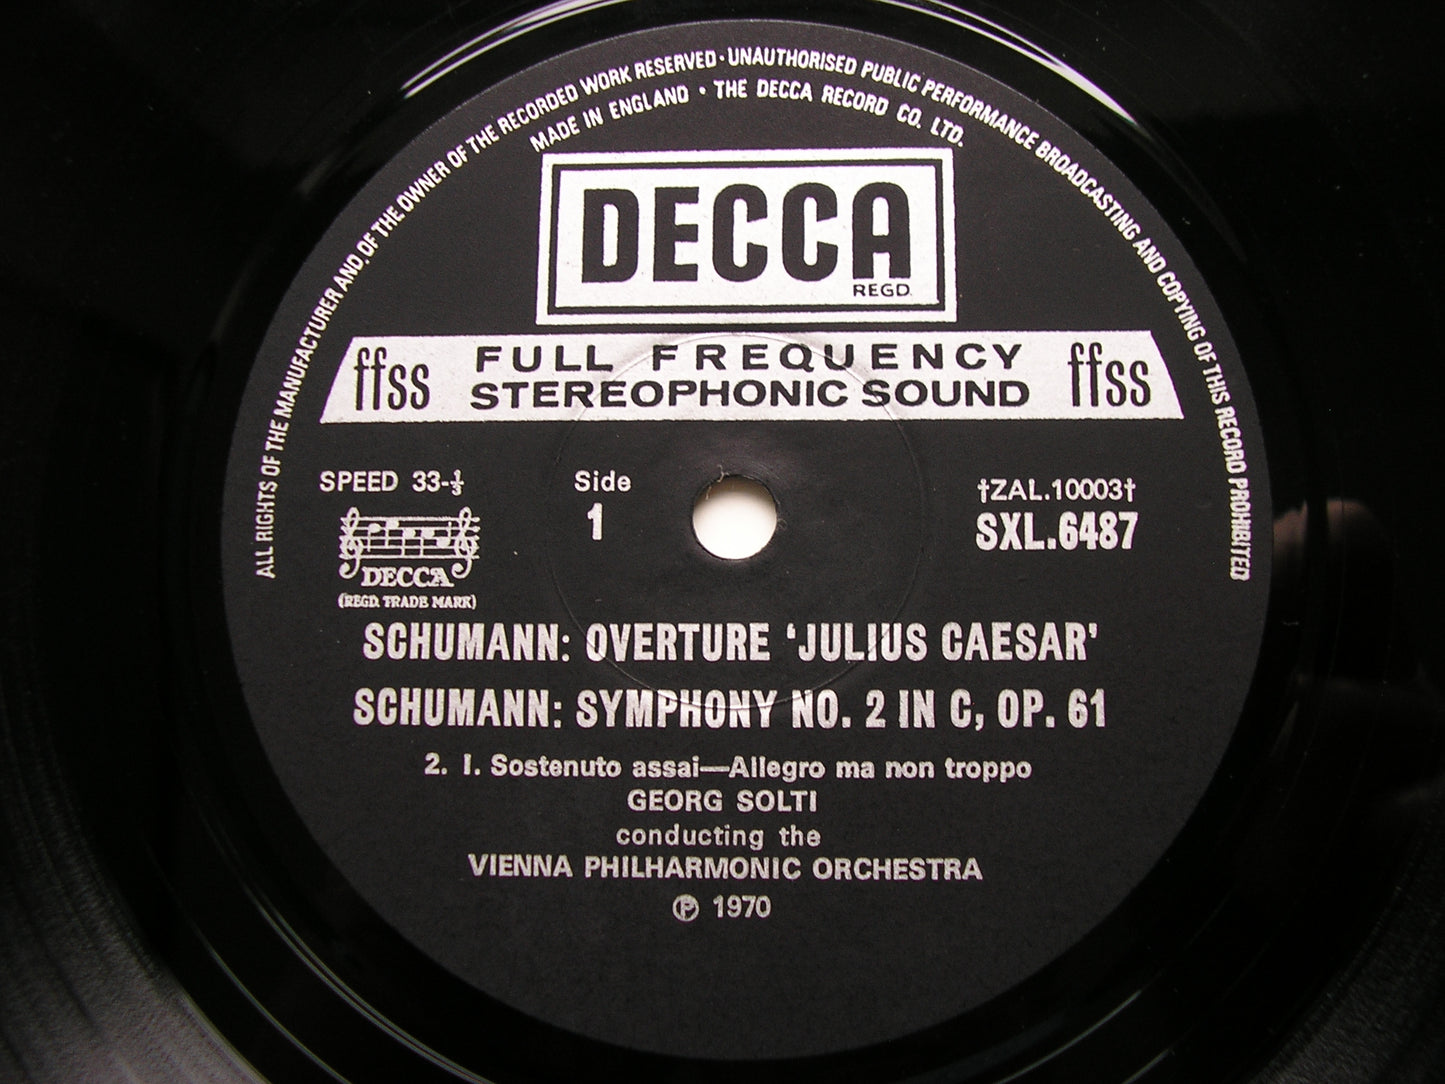 ALL RIGHTS OF THE MANUFACTURER AND OF THE OWNER OF THE RECORDED WORK RESERVED · UNAUTHORISED PUBLIC PERFORMANCE BROADCASTING AND COPYING OF THIS RECORD PROHIBITED
MADE IN ENGLAND · THE DECCA RECORD CO. LTD.
DECCA
REGD.
ffss FULL FREQUENCY STEREOPHONIC SOUND ffss
SPEED 33-⅓
Side
1
†ZAL.10003†
SXL.6487
DECCA
(REGD. TRADE MARK)
SCHUMANN: OVERTURE 'JULIUS CAESAR'
SCHUMANN: SYMPHONY NO. 2 IN C, OP. 61
2. I. Sostenuto assai—Allegro ma non troppo
GEORG SOLTI
conducting the
VIENNA PHILHARMONIC ORCHESTRA
℗ 1970